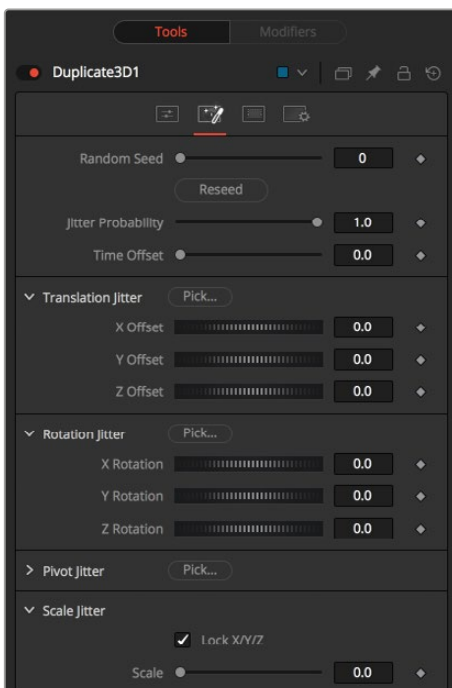 Tools Modifiers
Duplicate3D1
Random Seed 0
Reseed
Jitter Probability 1.0
Time Offset 0.0
Translation Jitter Pick...
X Offset 0.0
Y Offset 0.0
Z Offset 0.0
Rotation Jitter Pick...
X Rotation 0.0
Y Rotation 0.0
Z Rotation 0.0
Pivot Jitter Pick...
Scale Jitter
Lock X/Y/Z
Scale 0.0